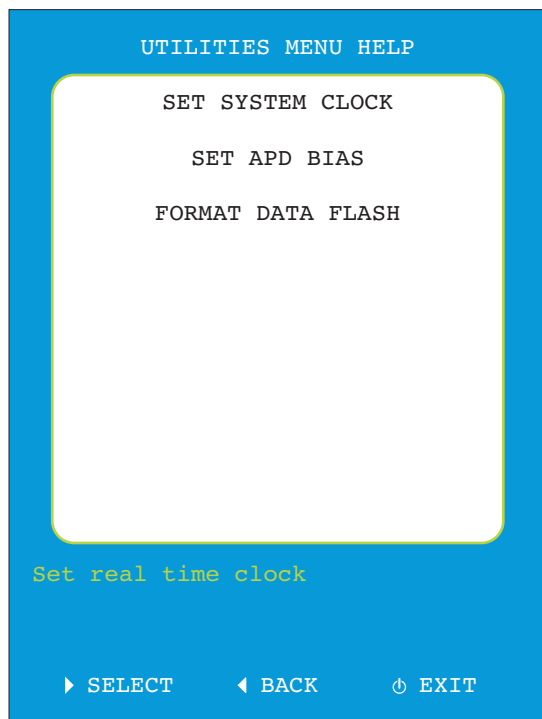 UTILITIES MENU HELP
SET SYSTEM CLOCK
SET APD BIAS
FORMAT DATA FLASH
Set real time clock
SELECT BACK EXIT